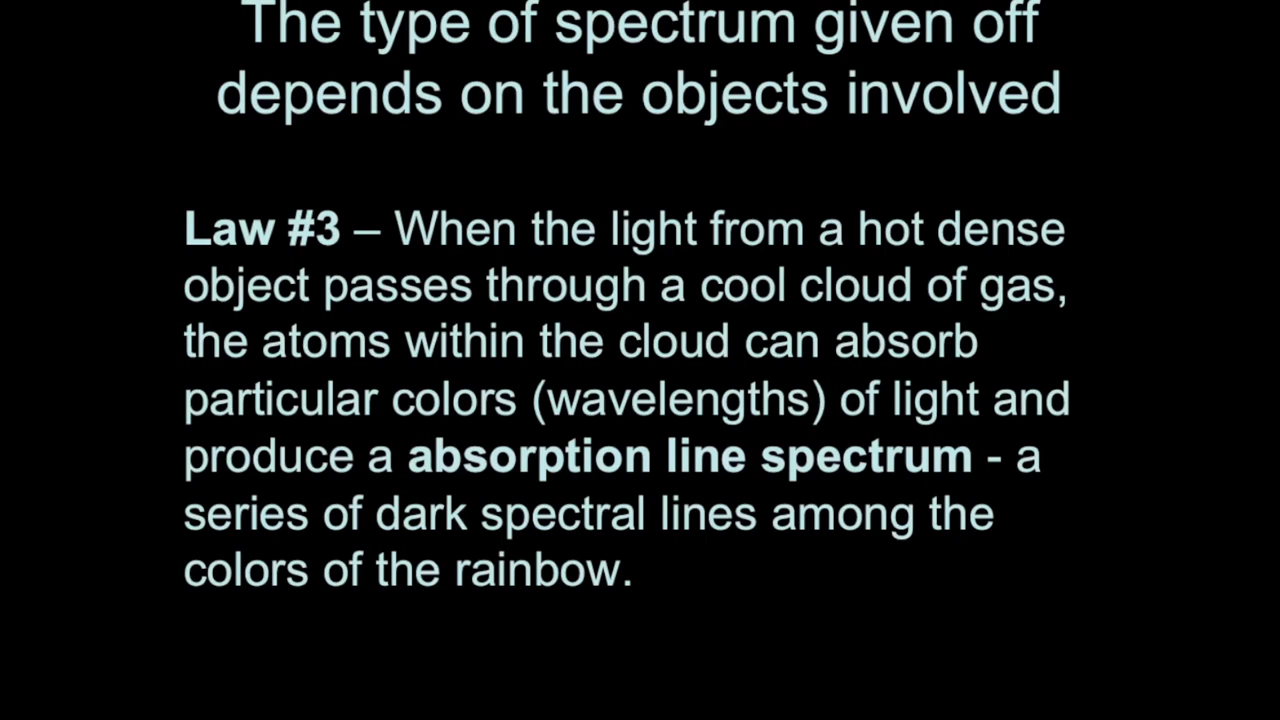 The type of spectrum given off
depends on the objects involved
Law #3 – When the light from a hot dense
object passes through a cool cloud of gas,
the atoms within the cloud can absorb
particular colors (wavelengths) of light and
produce a absorption line spectrum - a
series of dark spectral lines among the
colors of the rainbow.